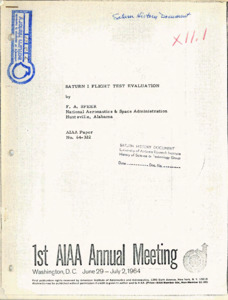 Saturn History Document
XII.1
SATURN I FLIGHT TEST EVALUATION
by
F. A. SPEER
National Aeronautics & Space Administration
Huntsville, Alabama
AIAA Paper
No. 64-322
SATURN HISTORY DOCUMENT
University of Alabama Research Institute
History of Science & Technology Group
Date ---------- Doc. No. ----------
1st AIAA Annual Meeting
Washington, D.C. June 29 – July 2, 1964